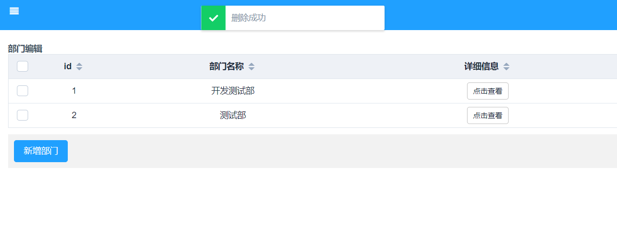 删除成功
部门编辑
id 部门名称 详细信息
1 开发测试部 点击查看
2 测试部 点击查看
新增部门